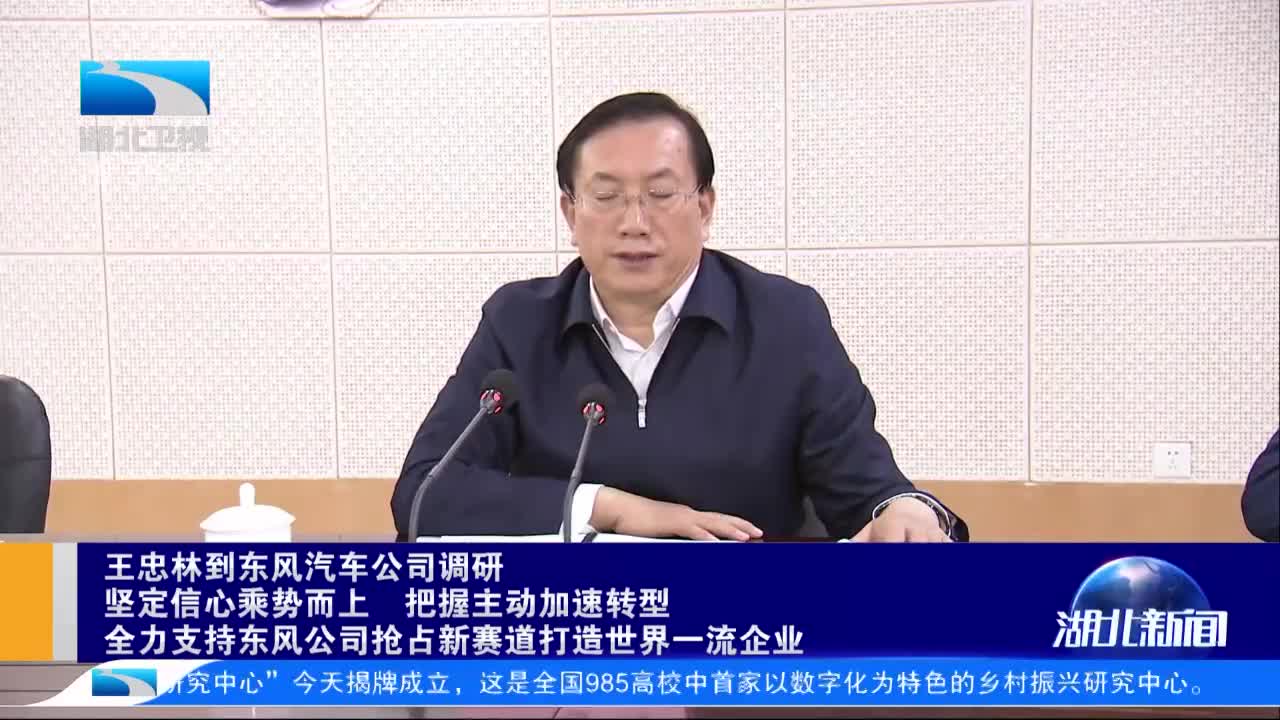 湖北卫视
王忠林到东风汽车公司调研
坚定信心乘势而上 把握主动加速转型
全力支持东风公司抢占新赛道打造世界一流企业
湖北新闻
研究中心”今天揭牌成立，这是全国985高校中首家以数字化为特色的乡村振兴研究中心。